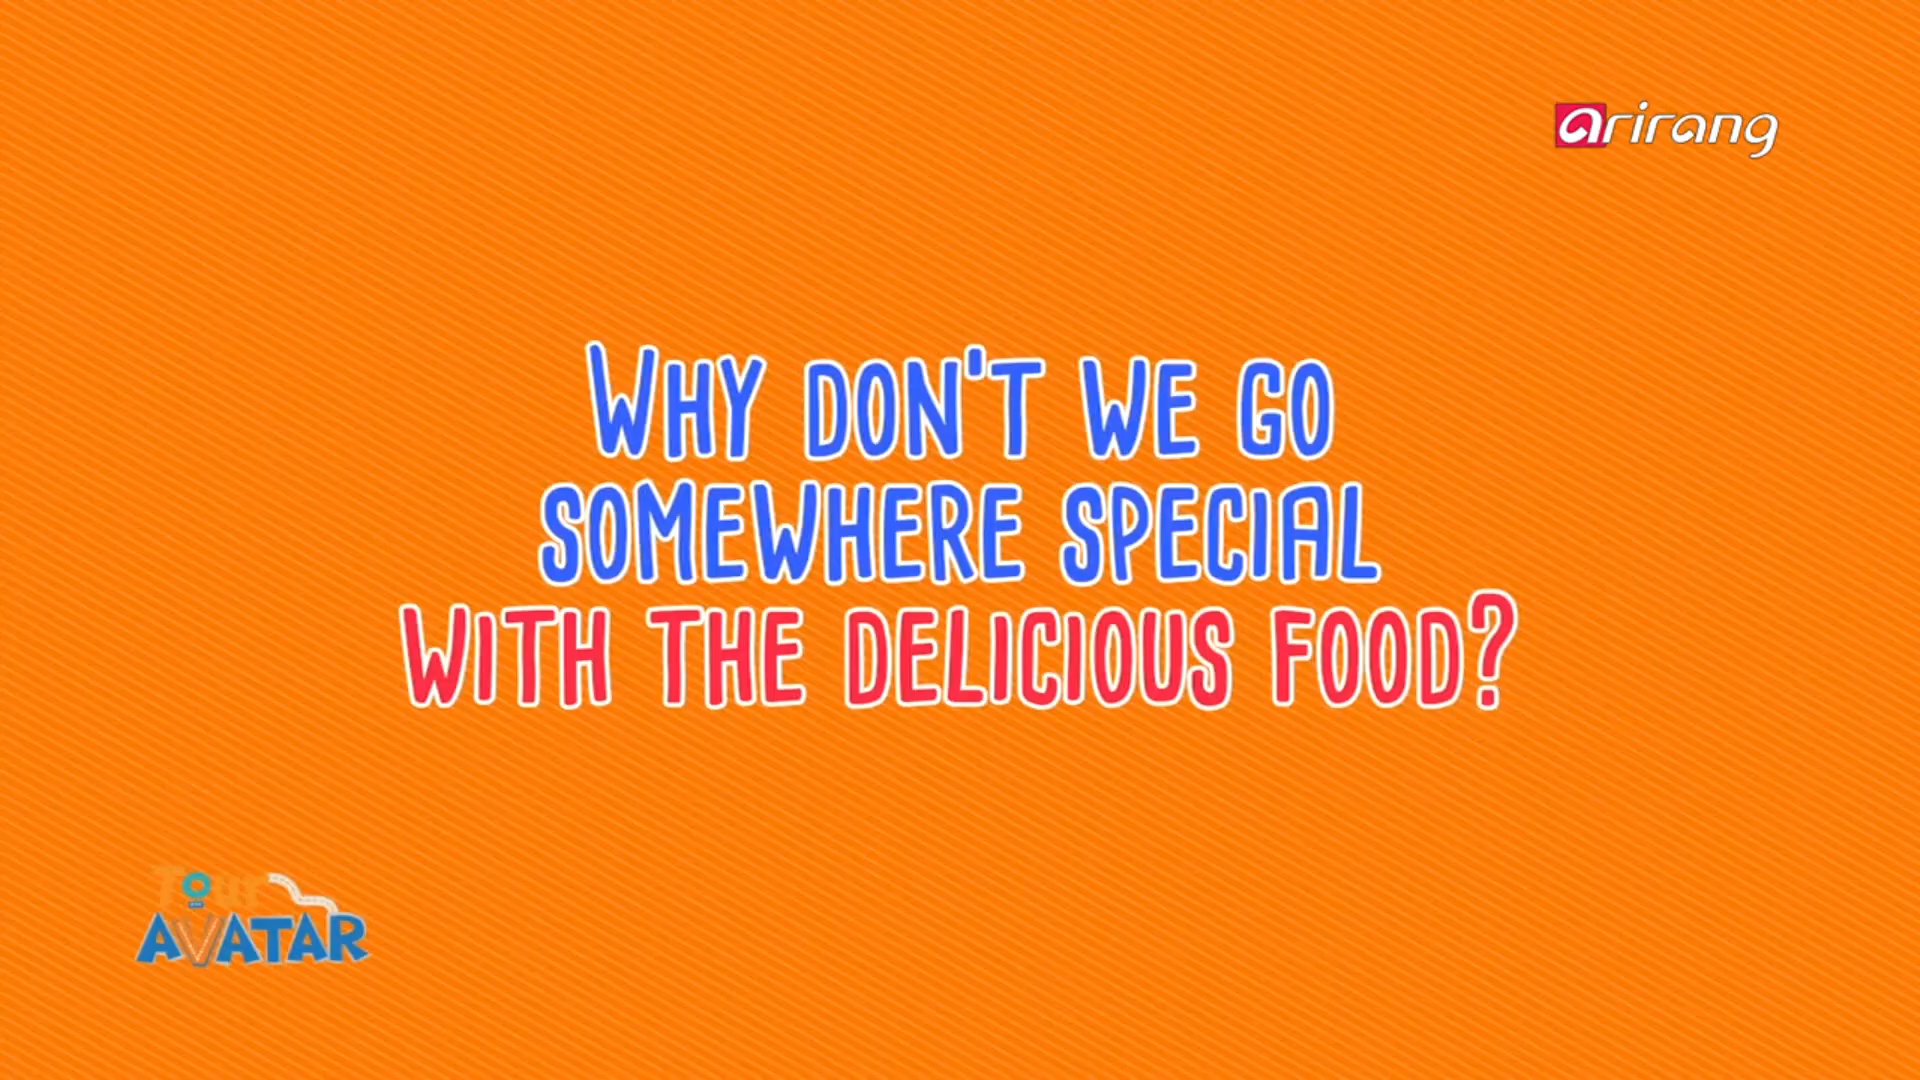 arirang
WHY DON'T WE GO
SOMEWHERE SPECIAL
WITH THE DELICIOUS FOOD?
Tour
AVATAR